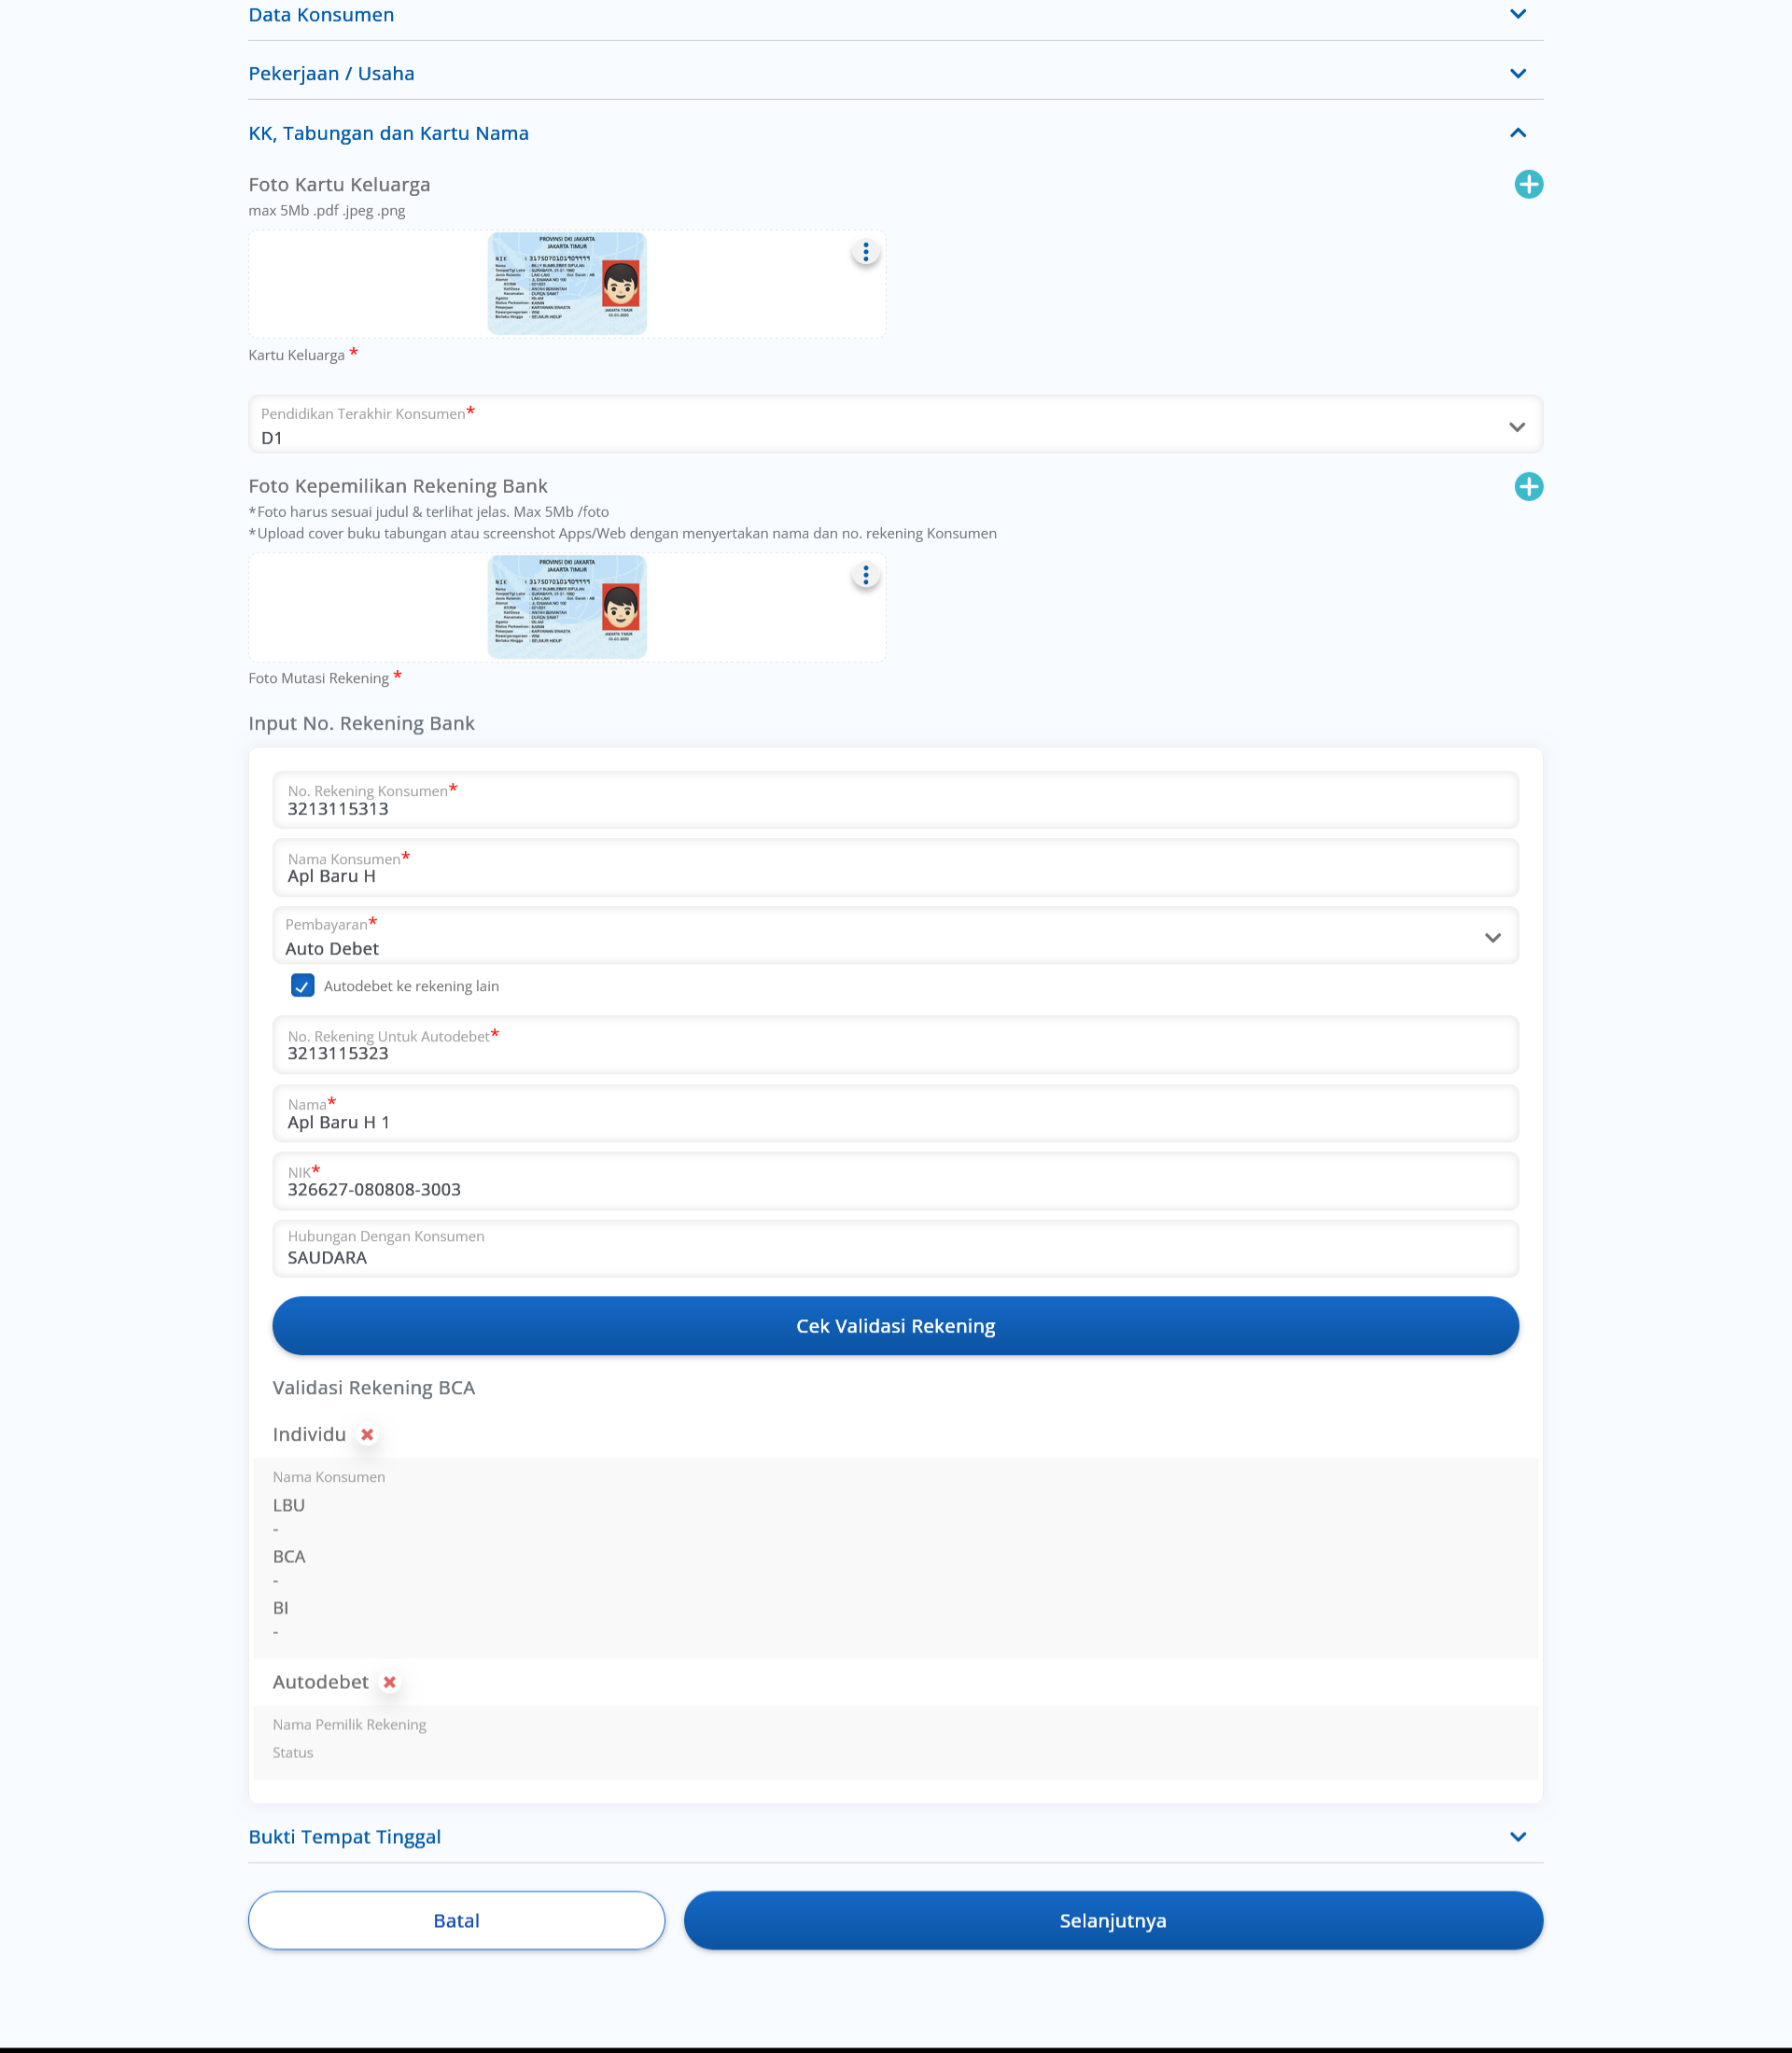 Data Konsumen
Pekerjaan / Usaha
KK, Tabungan dan Kartu Nama
Foto Kartu Keluarga
max 5Mb .pdf .jpeg .png
PROVINSI DKI JAKARTA
JAKARTA TIMUR
Kartu Keluarga *
Pendidikan Terakhir Konsumen*
D1
Foto Kepemilikan Rekening Bank
*Foto harus sesuai judul & terlihat jelas. Max 5Mb /foto
*Upload cover buku tabungan atau screenshot Apps/Web dengan menyertakan nama dan no. rekening Konsumen
PROVINSI DKI JAKARTA
JAKARTA TIMUR
Foto Mutasi Rekening *
Input No. Rekening Bank
No. Rekening Konsumen*
3213115313
Nama Konsumen*
Apl Baru H
Pembayaran*
Auto Debet
Autodebet ke rekening lain
No. Rekening Untuk Autodebet*
3213115323
Nama*
Apl Baru H 1
NIK*
326627-080808-3003
Hubungan Dengan Konsumen
SAUDARA
Cek Validasi Rekening
Validasi Rekening BCA
Individu
Nama Konsumen
LBU
-
BCA
-
BI
-
Autodebet
Nama Pemilik Rekening
Status
Bukti Tempat Tinggal
Batal
Selanjutnya